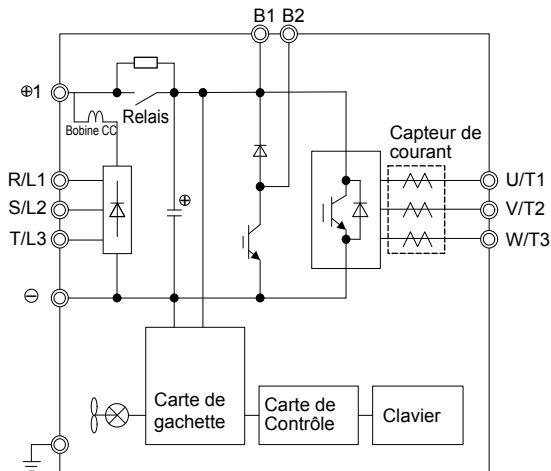 B1 B2
⊕1
Relais
Bobine CC
Capteur de
courant
R/L1
S/L2
T/L3
⊕
U/T1
V/T2
W/T3
⊖
Carte de
gachette
Carte de
Contrôle
Clavier